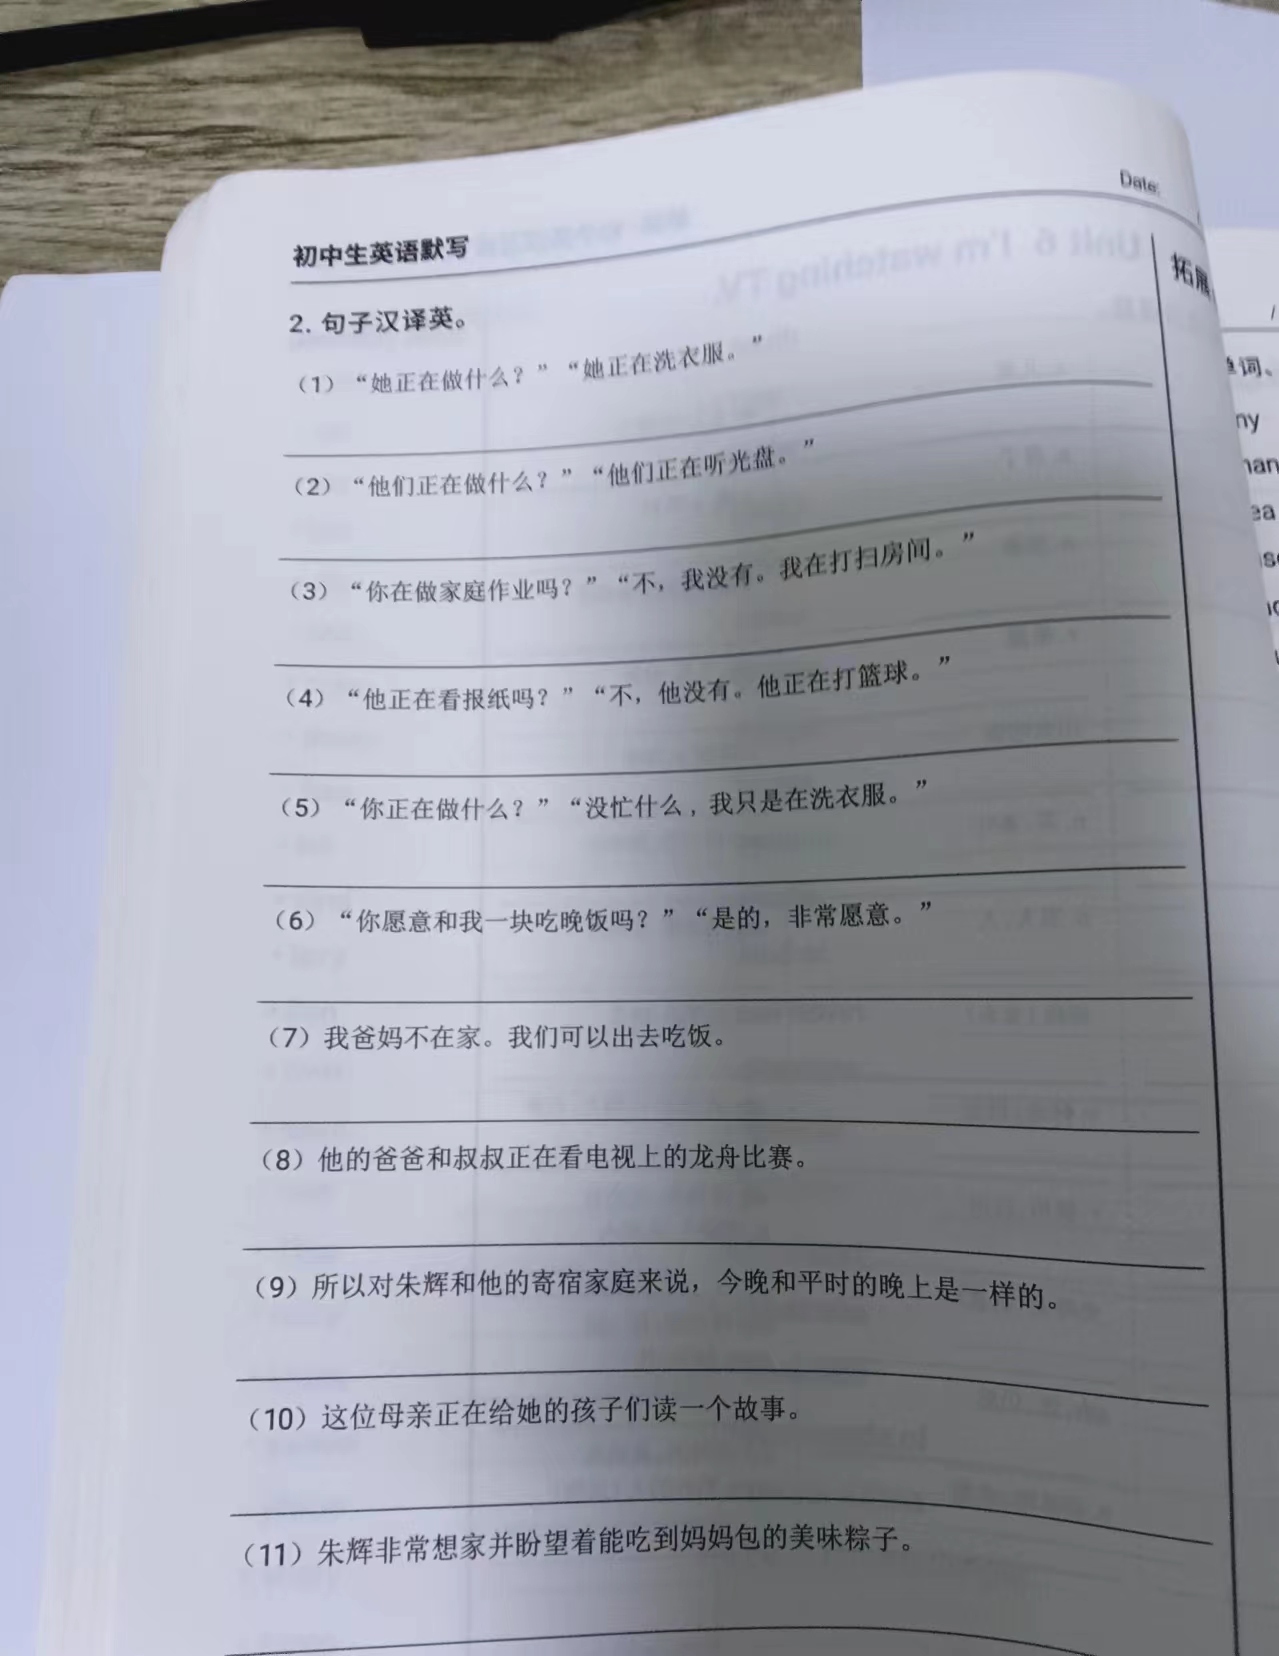 Date:
初中生英语默写
2. 句子汉译英。
（1）“她正在做什么？”“她正在洗衣服。”
（2）“他们正在做什么？”“他们正在听光盘。”
（3）“你在做家庭作业吗？”“不，我没有。我在打扫房间。”
（4）“他正在看报纸吗？”“不，他没有。他正在打篮球。”
（5）“你正在做什么？”“没忙什么，我只是在洗衣服。”
（6）“你愿意和我一块吃晚饭吗？”“是的，非常愿意。”
（7）我爸妈不在家。我们可以出去吃饭。
（8）他的爸爸和叔叔正在看电视上的龙舟比赛。
（9）所以对朱辉和他的寄宿家庭来说，今晚和平时的晚上是一样的。
（10）这位母亲正在给她的孩子们读一个故事。
（11）朱辉非常想家并盼望着能吃到妈妈包的美味粽子。
拓展